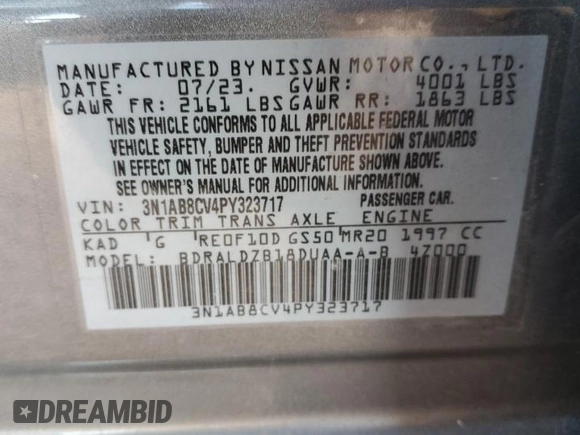 MANUFACTURED BY NISSAN MOTOR CO., LTD.
DATE: 07/23. GVWR: 4001 LBS
GAWR FR: 2161 LBS GAWR RR: 1863 LBS
THIS VEHICLE CONFORMS TO ALL APPLICABLE FEDERAL MOTOR
VEHICLE SAFETY, BUMPER AND THEFT PREVENTION STANDARDS
IN EFFECT ON THE DATE OF MANUFACTURE SHOWN ABOVE.
SEE OWNER'S MANUAL FOR ADDITIONAL INFORMATION.
VIN: 3N1AB8CV4PY323717 PASSENGER CAR.
COLOR TRIM TRANS AXLE ENGINE
KAD G RE0F10D GS50 MR20 1997 CC
MODEL: BDRALDZB18DUAA-A-B 4Z000
3N1AB8CV4PY323717
DREAMBID